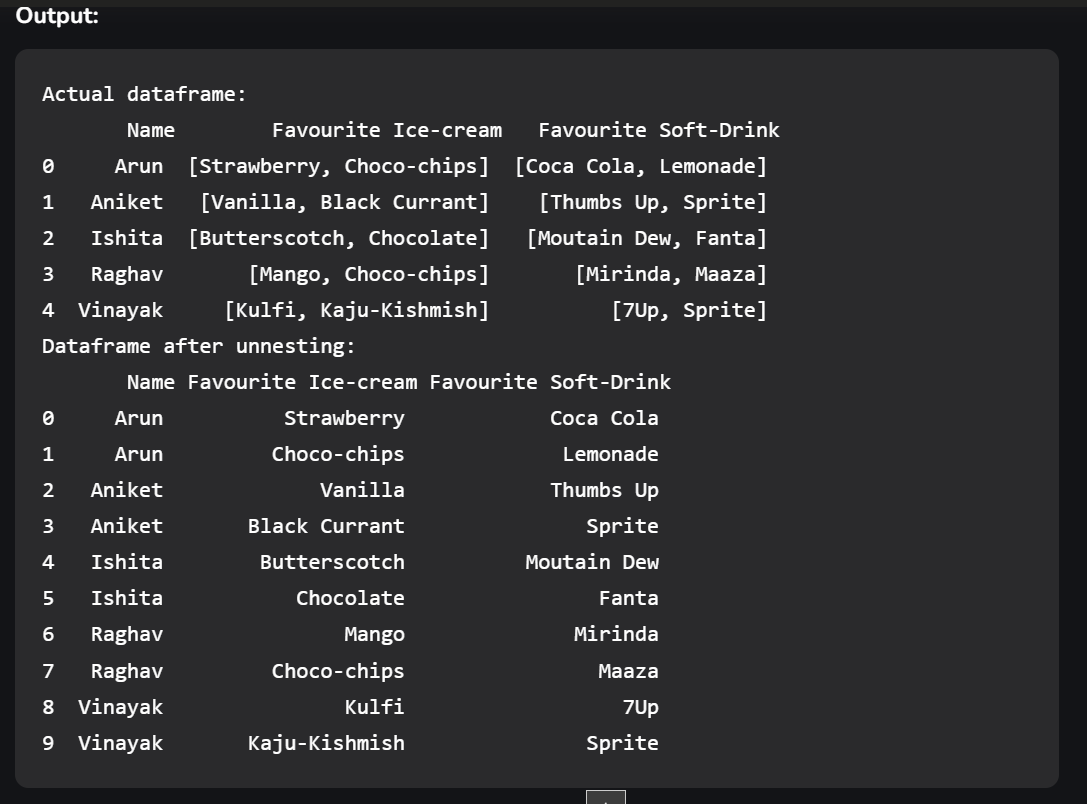 Output:
Actual dataframe:
Name Favourite Ice-cream Favourite Soft-Drink
0 Arun [Strawberry, Choco-chips] [Coca Cola, Lemonade]
1 Aniket [Vanilla, Black Currant] [Thumbs Up, Sprite]
2 Ishita [Butterscotch, Chocolate] [Moutain Dew, Fanta]
3 Raghav [Mango, Choco-chips] [Mirinda, Maaza]
4 Vinayak [Kulfi, Kaju-Kishmish] [7Up, Sprite]
Dataframe after unnesting:
Name Favourite Ice-cream Favourite Soft-Drink
0 Arun Strawberry Coca Cola
1 Arun Choco-chips Lemonade
2 Aniket Vanilla Thumbs Up
3 Aniket Black Currant Sprite
4 Ishita Butterscotch Moutain Dew
5 Ishita Chocolate Fanta
6 Raghav Mango Mirinda
7 Raghav Choco-chips Maaza
8 Vinayak Kulfi 7Up
9 Vinayak Kaju-Kishmish Sprite